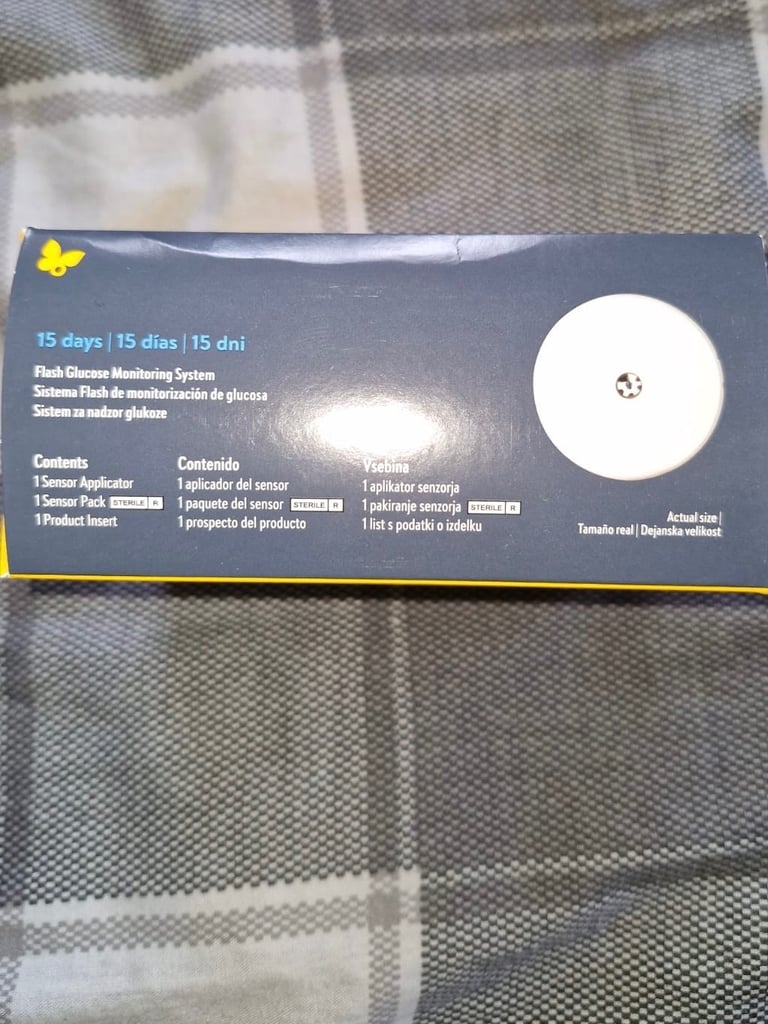 15 days | 15 días | 15 dni
Flash Glucose Monitoring System
Sistema Flash de monitorización de glucosa
Sistem za nadzor glukoze
Contents
1 Sensor Applicator
1 Sensor Pack STERILE R
1 Product Insert
Contenido
1 aplicador del sensor
1 paquete del sensor STERILE R
1 prospecto del producto
Vsebina
1 aplikator senzorja
1 pakiranje senzorja STERILE R
1 list s podatki o izdelku
Actual size |
Tamaño real | Dejanska velikost